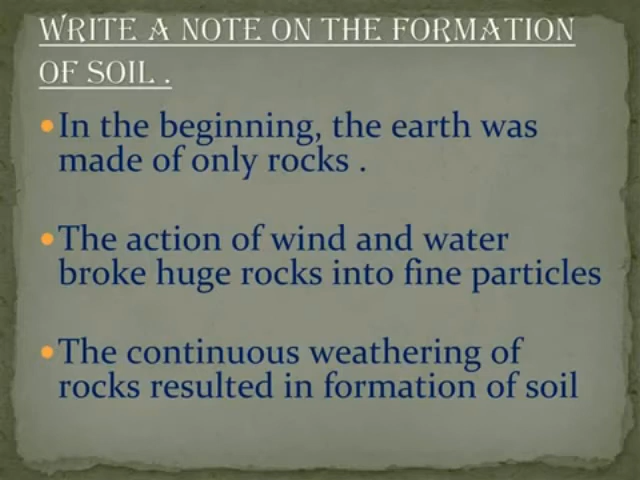 WRITE A NOTE ON THE FORMATION
OF SOIL .
•In the beginning, the earth was
made of only rocks .
•The action of wind and water
broke huge rocks into fine particles
•The continuous weathering of
rocks resulted in formation of soil